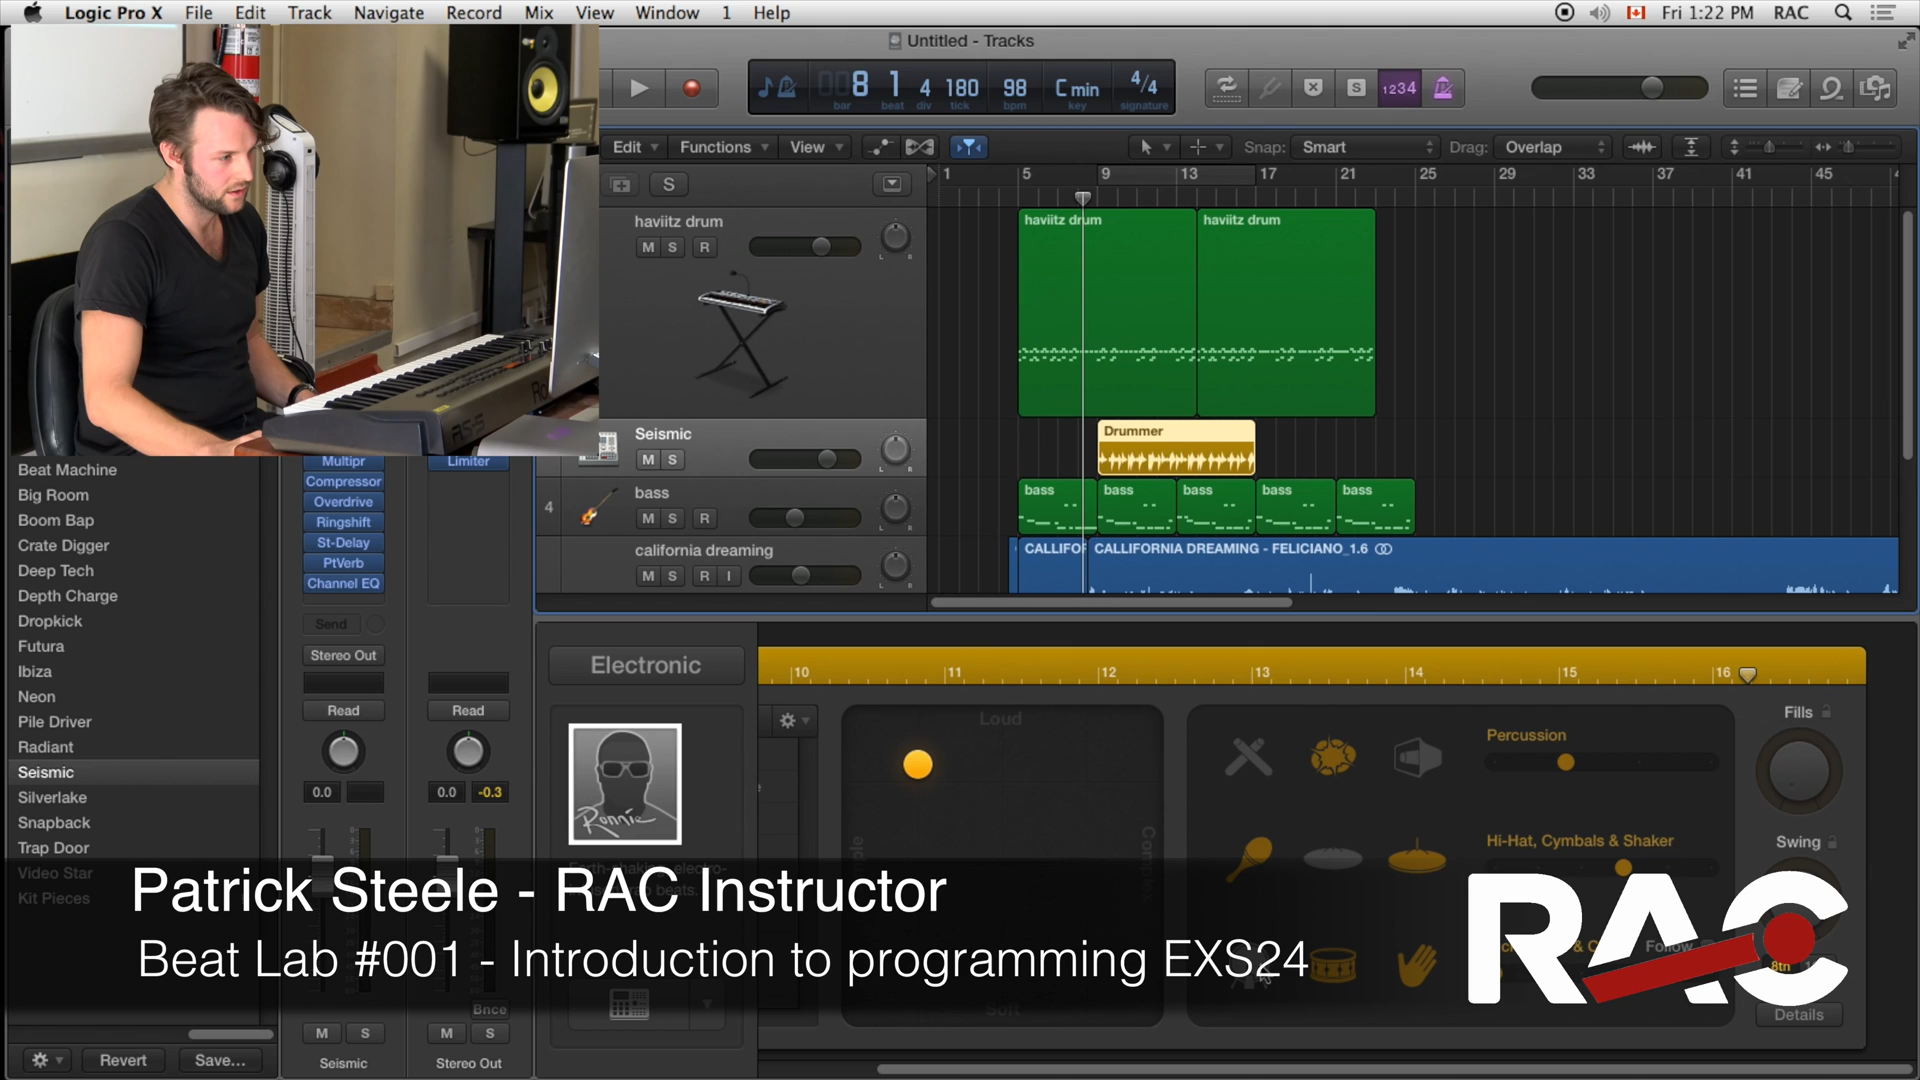 Logic Pro X File Edit Track Navigate Record Mix View Window 1 Help
Fri 1:22 PM RAC
Untitled - Tracks
8 1 4 180 98 C min 4/4
bar beat div tick bpm key signature
S 1234
Edit Functions View Snap: Smart Drag: Overlap
S
1 5 9 13 17 21 25 29 33 37 41 45
haviitz drum
M S R
L R
haviitz drum
haviitz drum
Seismic
M S
Drummer
4
bass
M S R
L R
bass
bass
bass
bass
bass
california dreaming
M S R I
L R
CALLIFOR
CALLIFORNIA DREAMING - FELICIANO_1.6
RS-5
Beat Machine
Big Room
Boom Bap
Crate Digger
Deep Tech
Depth Charge
Dropkick
Futura
Ibiza
Neon
Pile Driver
Radiant
Seismic
Silverlake
Snapback
Trap Door
Video Star
Kit Pieces
Revert Save...
Multipr
Compressor
Overdrive
Ringshift
St-Delay
PtVerb
Channel EQ
Send
Stereo Out
Read
0.0
M S
Seismic
Limiter
Read
0.0 -0.3
Bnce
M S
Stereo Out
Electronic
Ronnie
10 11 12 13 14 15 16
Loud
Soft
Percussion
Hi-Hat, Cymbals & Shaker
Follow
Fills
Swing
8tn
Details
Patrick Steele - RAC Instructor
Beat Lab #001 - Introduction to programming EXS24
RAC